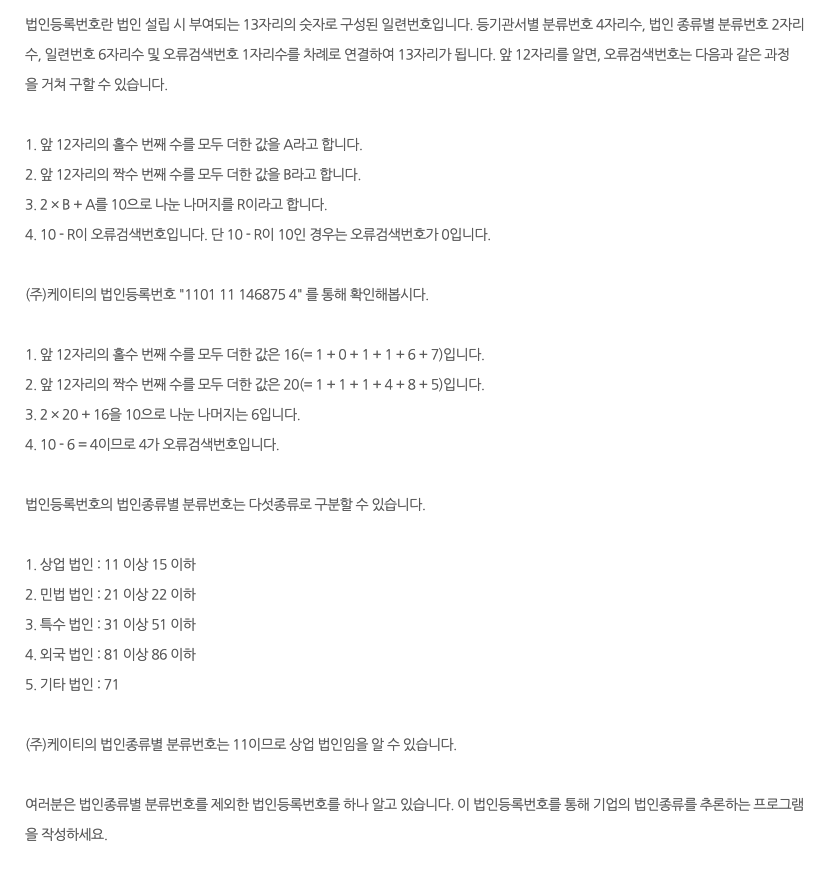 법인등록번호란 법인 설립 시 부여되는 13자리의 숫자로 구성된 일련번호입니다. 등기관서별 분류번호 4자리수, 법인 종류별 분류번호 2자리
수, 일련번호 6자리수 및 오류검색번호 1자리수를 차례로 연결하여 13자리가 됩니다. 앞 12자리를 알면, 오류검색번호는 다음과 같은 과정
을 거쳐 구할 수 있습니다.
1. 앞 12자리의 홀수 번째 수를 모두 더한 값을 A라고 합니다.
2. 앞 12자리의 짝수 번째 수를 모두 더한 값을 B라고 합니다.
3. 2 × B + A를 10으로 나눈 나머지를 R이라고 합니다.
4. 10 - R이 오류검색번호입니다. 단 10 - R이 10인 경우는 오류검색번호가 0입니다.
(주)케이티의 법인등록번호 "1101 11 146875 4" 를 통해 확인해봅시다.
1. 앞 12자리의 홀수 번째 수를 모두 더한 값은 16(= 1 + 0 + 1 + 1 + 6 + 7)입니다.
2. 앞 12자리의 짝수 번째 수를 모두 더한 값은 20(= 1 + 1 + 1 + 4 + 8 + 5)입니다.
3. 2 × 20 + 16을 10으로 나눈 나머지는 6입니다.
4. 10 - 6 = 4이므로 4가 오류검색번호입니다.
법인등록번호의 법인종류별 분류번호는 다섯종류로 구분할 수 있습니다.
1. 상업 법인 : 11 이상 15 이하
2. 민법 법인 : 21 이상 22 이하
3. 특수 법인 : 31 이상 51 이하
4. 외국 법인 : 81 이상 86 이하
5. 기타 법인 : 71
(주)케이티의 법인종류별 분류번호는 11이므로 상업 법인임을 알 수 있습니다.
여러분은 법인종류별 분류번호를 제외한 법인등록번호를 하나 알고 있습니다. 이 법인등록번호를 통해 기업의 법인종류를 추론하는 프로그램
을 작성하세요.